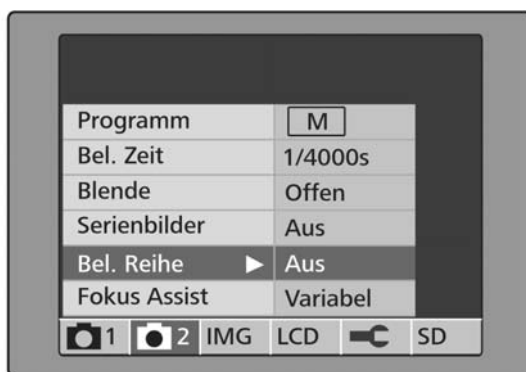 Programm M
Bel. Zeit 1/4000s
Blende Offen
Serienbilder Aus
Bel. Reihe Aus
Fokus Assist Variabel
1 2 IMG LCD SD